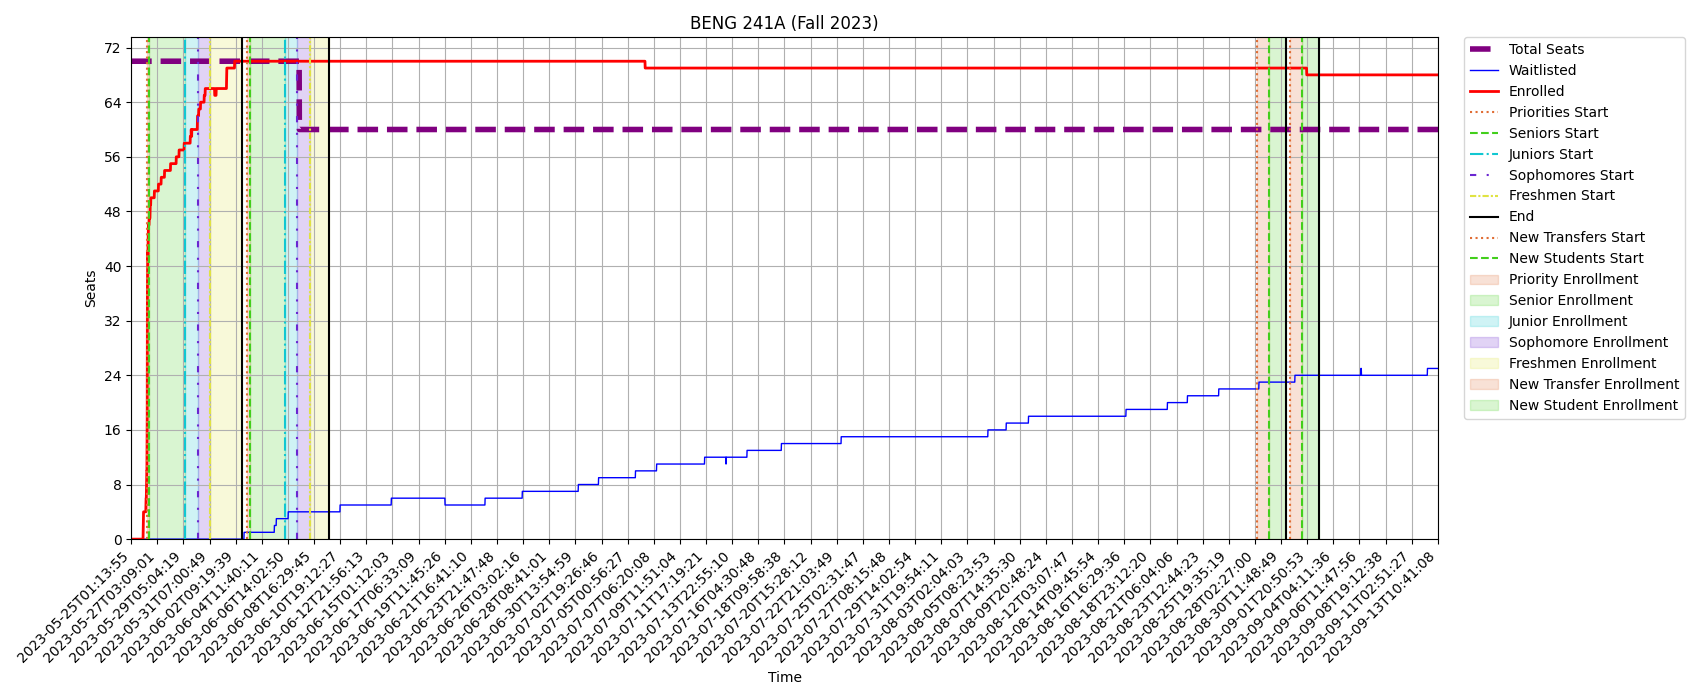 BENG 241A (Fall 2023)
Seats
72
64
56
48
40
32
24
16
8
0
2023-05-25T01:13:55
2023-05-27T03:09:01
2023-05-29T05:04:19
2023-05-31T07:00:49
2023-06-02T09:19:39
2023-06-04T11:40:11
2023-06-06T14:02:50
2023-06-08T16:29:45
2023-06-10T19:12:27
2023-06-12T21:56:13
2023-06-15T01:12:03
2023-06-17T06:33:09
2023-06-19T11:45:26
2023-06-21T16:41:10
2023-06-23T21:47:48
2023-06-26T03:02:16
2023-06-28T08:41:01
2023-06-30T13:54:59
2023-07-02T19:26:46
2023-07-05T00:56:27
2023-07-07T06:20:08
2023-07-09T11:51:04
2023-07-11T17:19:21
2023-07-13T22:55:10
2023-07-16T04:30:48
2023-07-18T09:58:38
2023-07-20T15:28:12
2023-07-22T21:03:49
2023-07-25T02:31:47
2023-07-27T08:15:48
2023-07-29T14:02:54
2023-07-31T19:54:11
2023-08-03T02:04:03
2023-08-05T08:23:53
2023-08-07T14:35:30
2023-08-09T20:48:24
2023-08-12T03:07:47
2023-08-14T09:45:54
2023-08-16T16:29:36
2023-08-18T23:12:20
2023-08-21T06:04:06
2023-08-23T12:44:23
2023-08-25T19:35:19
2023-08-28T02:27:00
2023-08-30T11:48:49
2023-09-01T20:50:53
2023-09-04T04:11:36
2023-09-06T11:47:56
2023-09-08T19:12:38
2023-09-11T02:51:27
2023-09-13T10:41:08
Time
Total Seats
Waitlisted
Enrolled
Priorities Start
Seniors Start
Juniors Start
Sophomores Start
Freshmen Start
End
New Transfers Start
New Students Start
Priority Enrollment
Senior Enrollment
Junior Enrollment
Sophomore Enrollment
Freshmen Enrollment
New Transfer Enrollment
New Student Enrollment